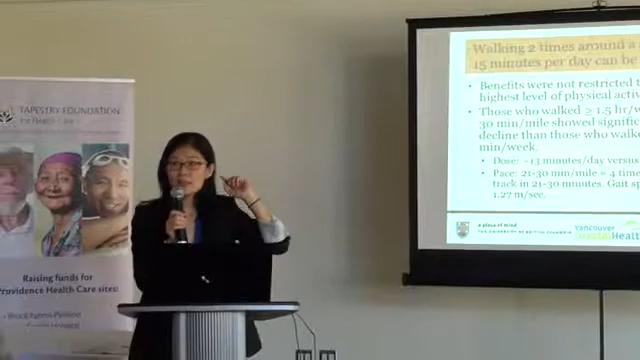 TAPESTRY FOUNDATION
for Health Care
Raising funds for
Providence Health Care sites:
Walking 2 times around a
15 minutes per day can be
• Benefits were not restricted t
highest level of physical activ
• Those who walked ≥ 1.5 hr/w
30 min/mile showed signific
decline than those who walk
min/week.
• Dose: ~13 minutes/day versus
• Pace: 21-30 min/mile = 4 time
track in 21-30 minutes. Gait sp
1.27 m/sec.
a place of mind
THE UNIVERSITY OF BRITISH COLUMBIA
Vancouver
Health